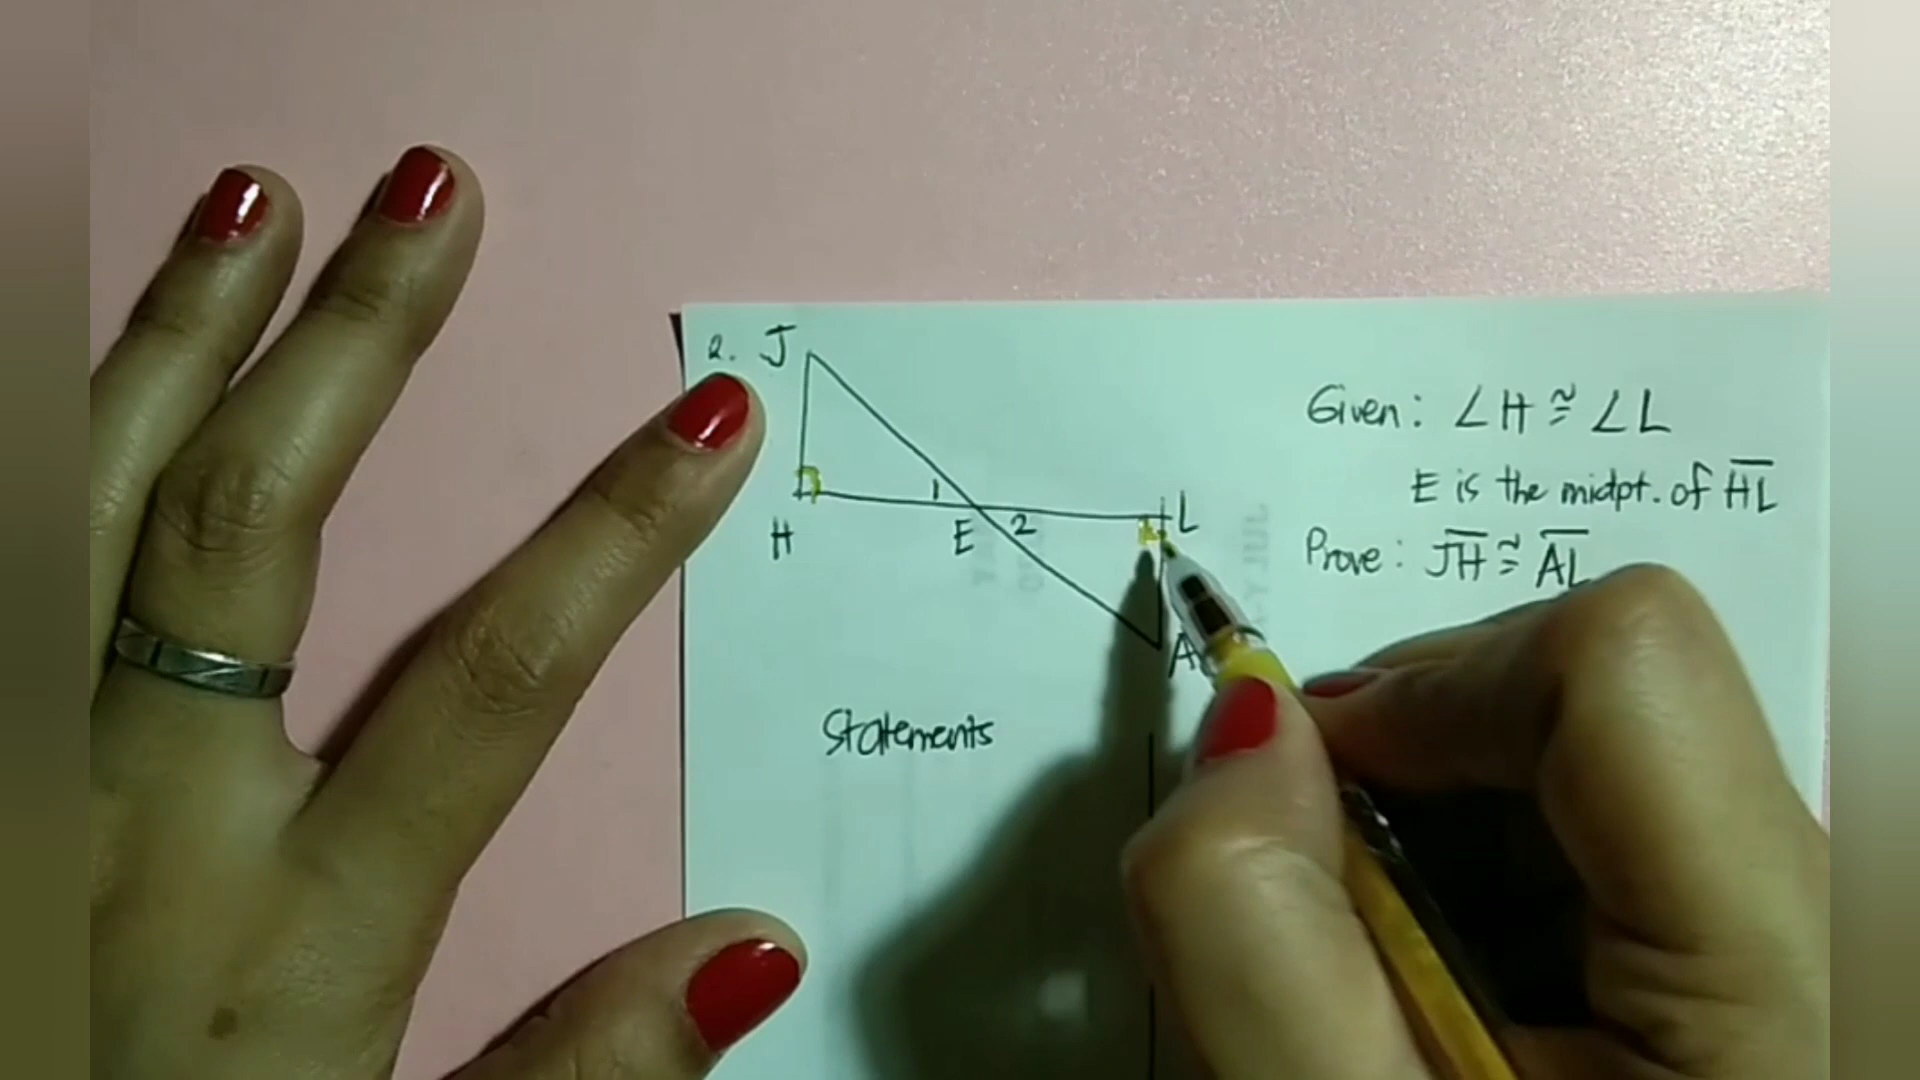 2. J
Given: ∠H ≅ ∠L
E is the midpt. of HL
Prove: JH ≅ AL
1
L
H
E
2
A
Statements